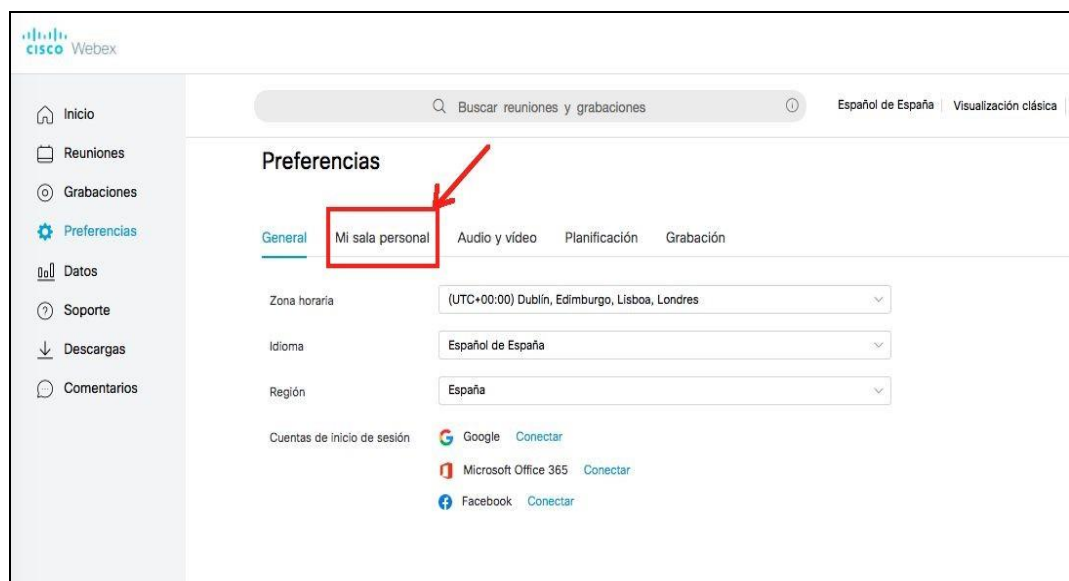 CISCO Webex
Inicio
Reuniones
Grabaciones
Preferencias
Datos
Soporte
Descargas
Comentarios
Buscar reuniones y grabaciones
Español de España
Visualización clásica
Preferencias
General Mi sala personal Audio y vídeo Planificación Grabación
Zona horaria (UTC+00:00) Dublín, Edimburgo, Lisboa, Londres
Idioma Español de España
Región España
Cuentas de inicio de sesión Google Conectar
Microsoft Office 365 Conectar
Facebook Conectar